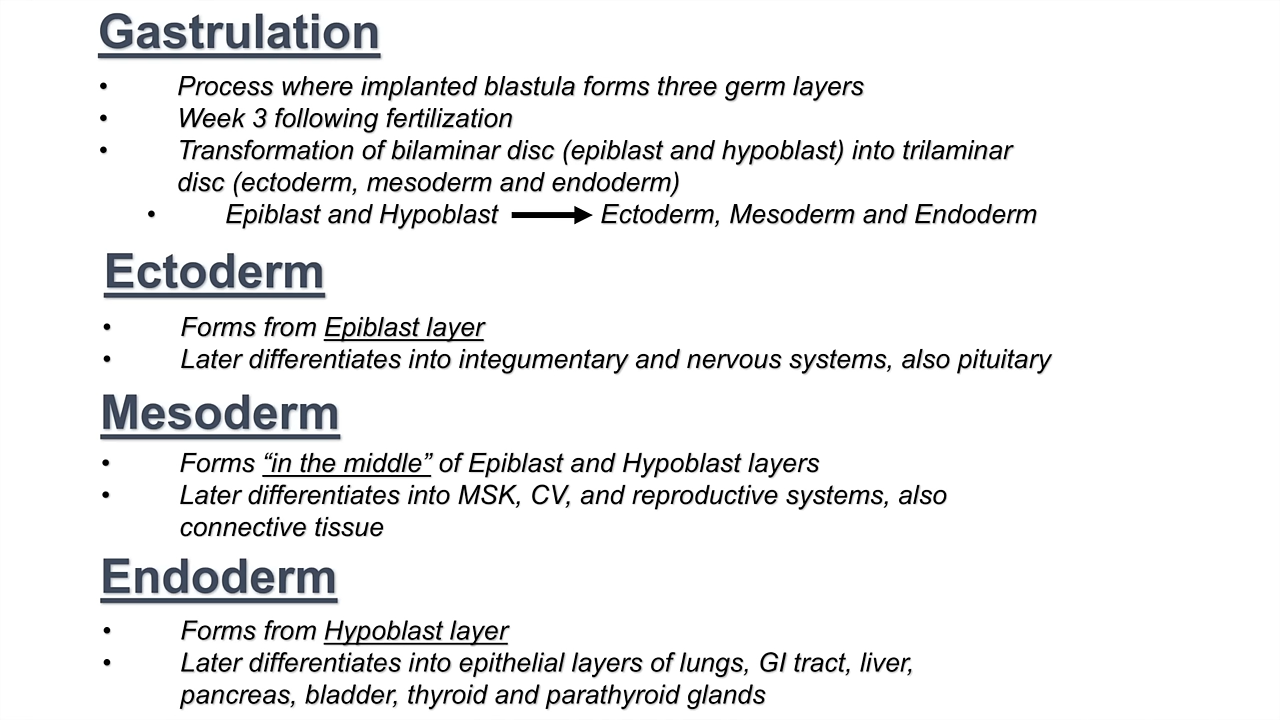 Gastrulation
• Process where implanted blastula forms three germ layers
• Week 3 following fertilization
• Transformation of bilaminar disc (epiblast and hypoblast) into trilaminar
disc (ectoderm, mesoderm and endoderm)
• Epiblast and Hypoblast Ectoderm, Mesoderm and Endoderm
Ectoderm
• Forms from Epiblast layer
• Later differentiates into integumentary and nervous systems, also pituitary
Mesoderm
• Forms “in the middle” of Epiblast and Hypoblast layers
• Later differentiates into MSK, CV, and reproductive systems, also
connective tissue
Endoderm
• Forms from Hypoblast layer
• Later differentiates into epithelial layers of lungs, GI tract, liver,
pancreas, bladder, thyroid and parathyroid glands